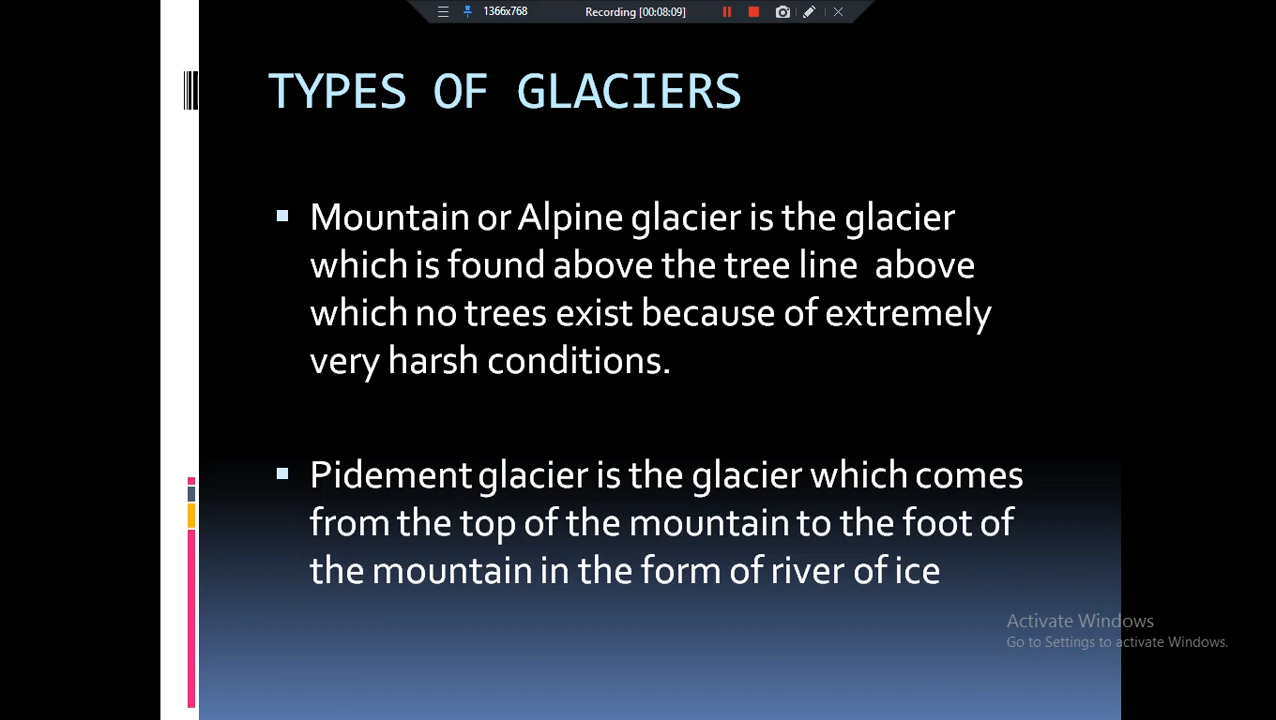 1366x768 Recording [00:08:09]
TYPES OF GLACIERS
Mountain or Alpine glacier is the glacier
which is found above the tree line above
which no trees exist because of extremely
very harsh conditions.
Pidement glacier is the glacier which comes
from the top of the mountain to the foot of
the mountain in the form of river of ice
Activate Windows
Go to Settings to activate Windows.